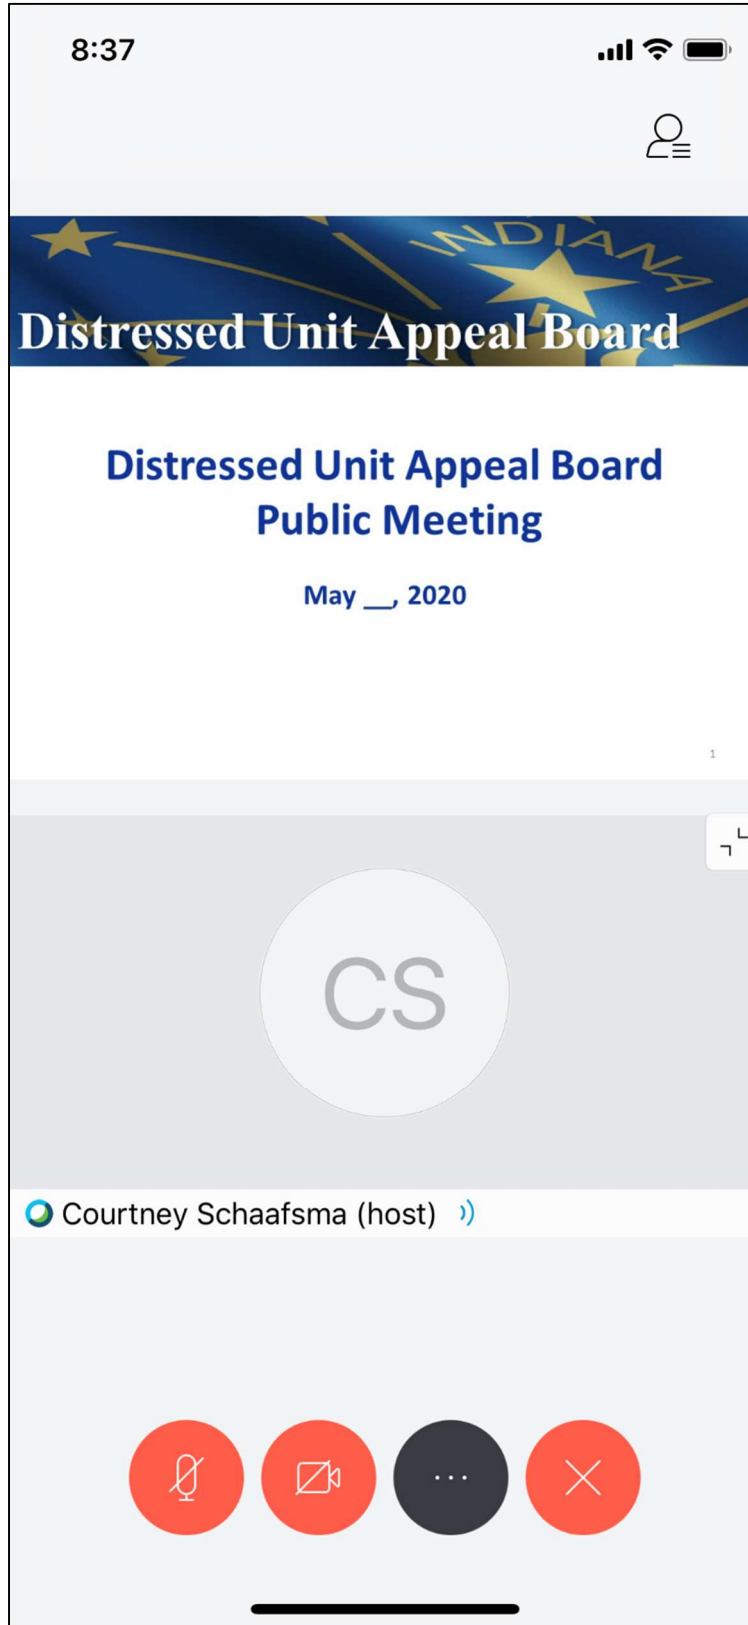 8:37
INDIANA
Distressed Unit Appeal Board
Distressed Unit Appeal Board
Public Meeting
May __, 2020
1
CS
Courtney Schaafsma (host)